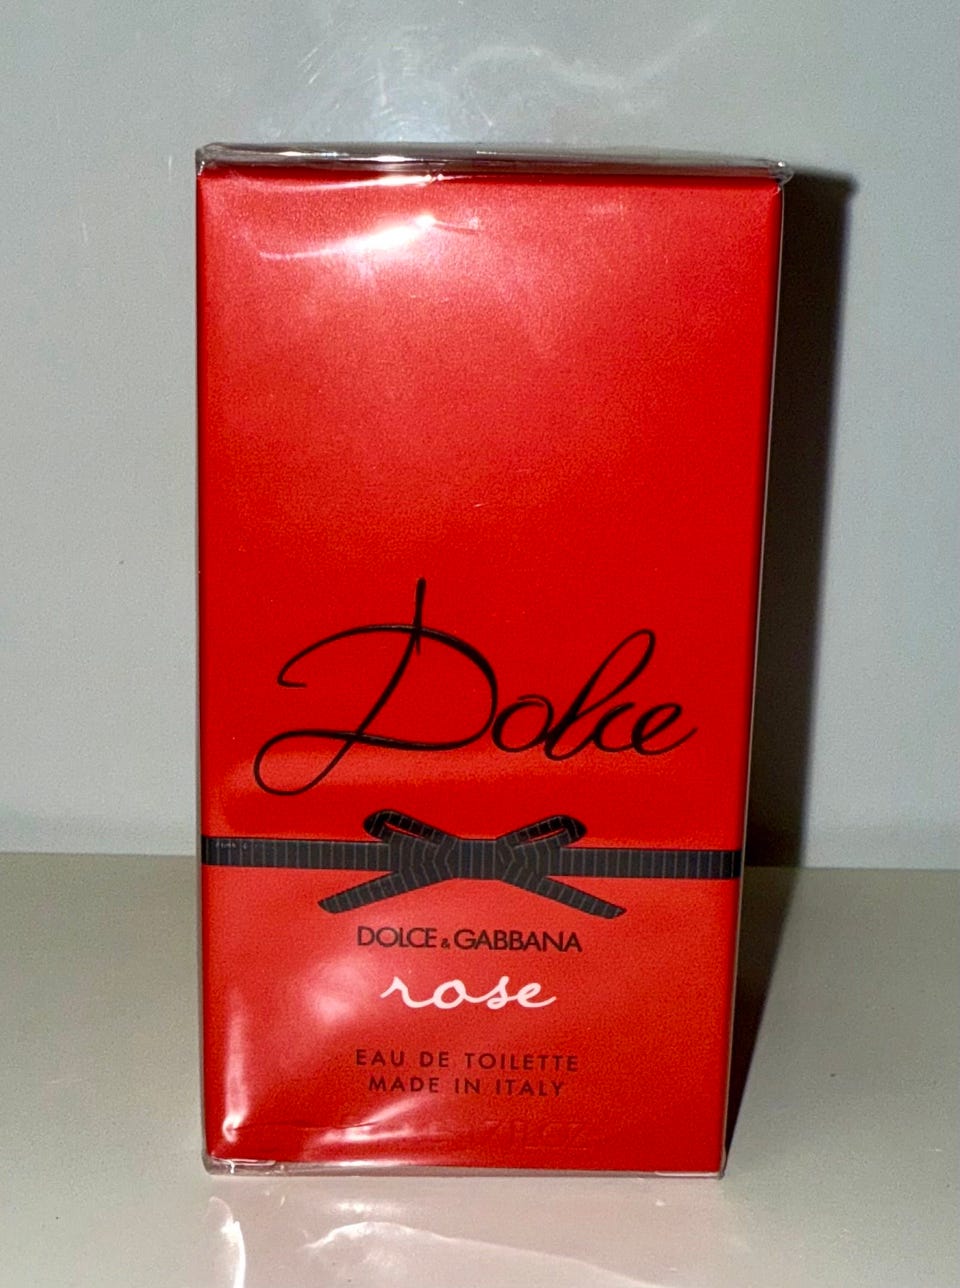 Dolce
DOLCE & GABBANA
rose
EAU DE TOILETTE
MADE IN ITALY